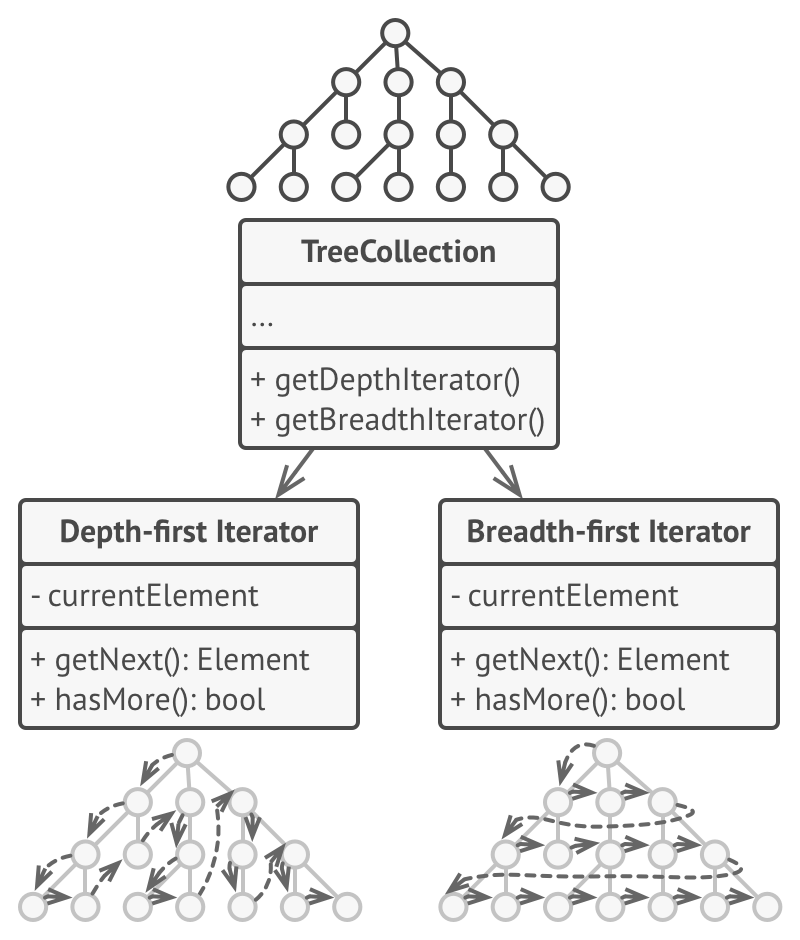 TreeCollection
...
+ getDepthIterator()
+ getBreadthIterator()
Depth-first Iterator
- currentElement
+ getNext(): Element
+ hasMore(): bool
Breadth-first Iterator
- currentElement
+ getNext(): Element
+ hasMore(): bool